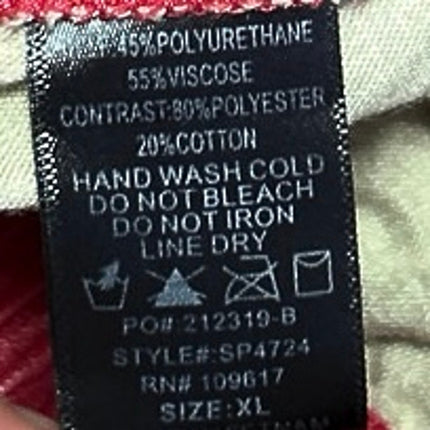 45%POLYURETHANE
55%VISCOSE
CONTRAST:80%POLYESTER
20%COTTON
HAND WASH COLD
DO NOT BLEACH
DO NOT IRON
LINE DRY
PO#:212319-B
STYLE#:SP4724
RN# 109617
SIZE:XL